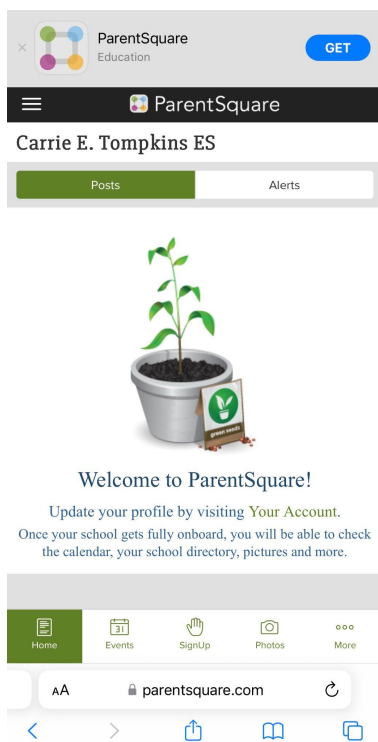 ParentSquare
Education
GET
ParentSquare
Carrie E. Tompkins ES
Posts
Alerts
green seeds
Welcome to ParentSquare!
Update your profile by visiting Your Account.
Once your school gets fully onboard, you will be able to check
the calendar, your school directory, pictures and more.
31
Home
Events
SignUp
Photos
More
AA
parentsquare.com